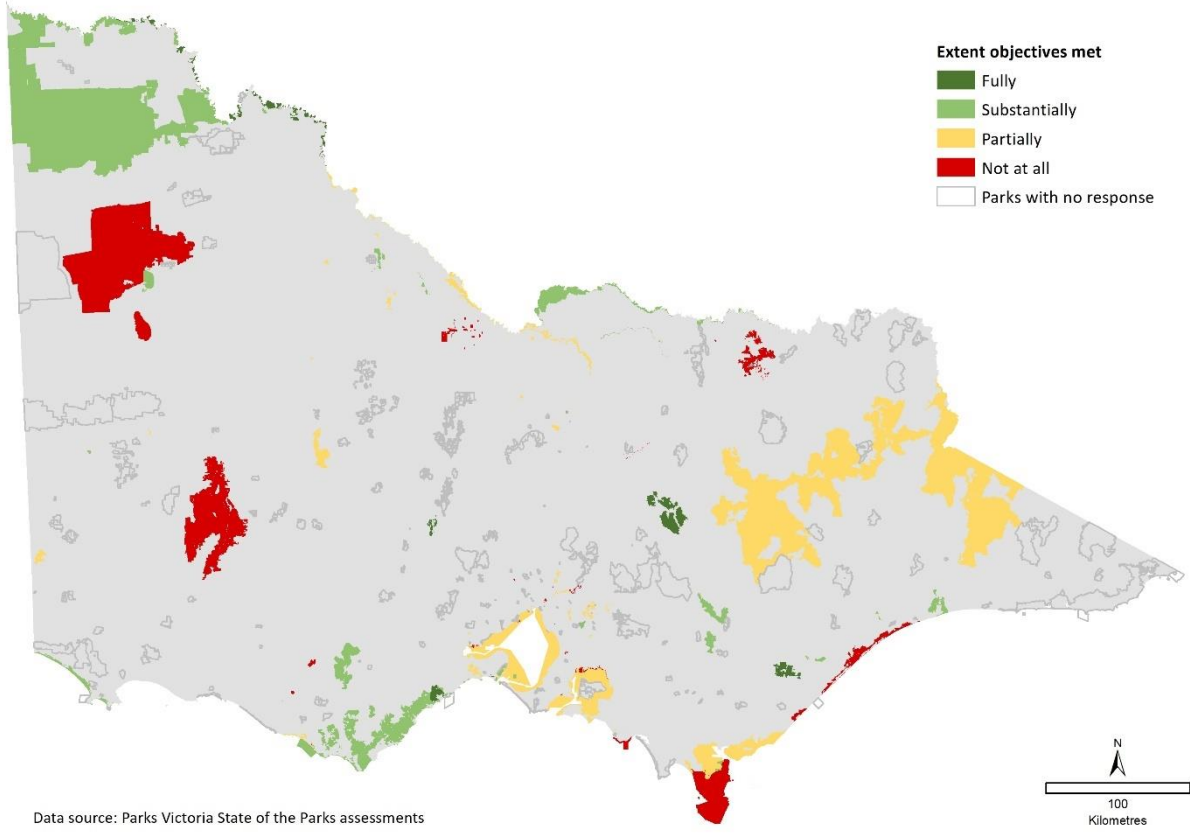 Extent objectives met
Fully
Substantially
Partially
Not at all
Parks with no response
N
100
Kilometres
Data source: Parks Victoria State of the Parks assessments